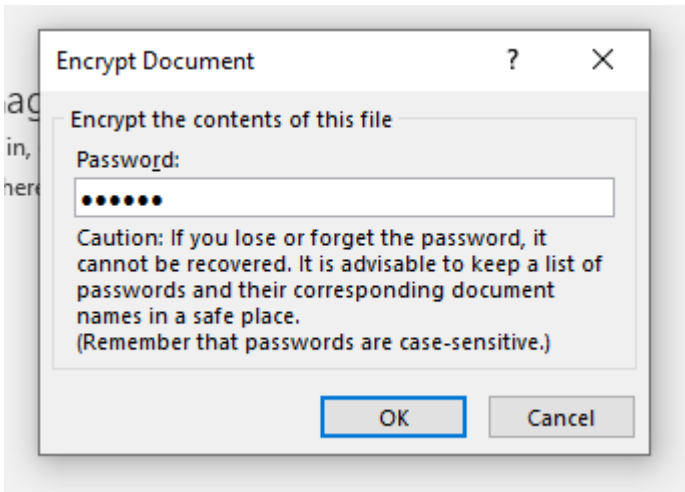 Encrypt Document ?
Encrypt the contents of this file
in,
Password:
••••••
Caution: If you lose or forget the password, it
cannot be recovered. It is advisable to keep a list of
passwords and their corresponding document
names in a safe place.
(Remember that passwords are case-sensitive.)
OK Cancel